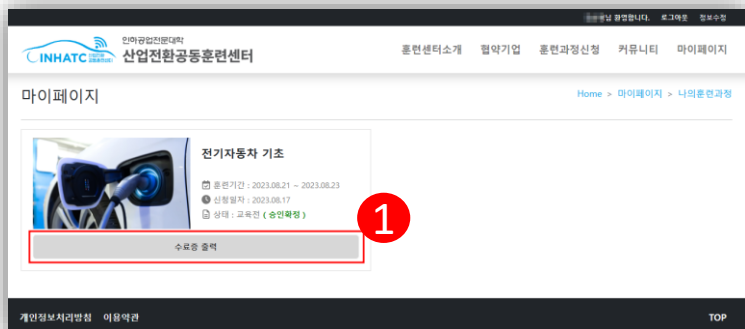 님 환영합니다. 로그아웃 정보수정
INHATC
인하공업전문대학
산업전환공동훈련센터
훈련센터소개 협약기업 훈련과정신청 커뮤니티 마이페이지
마이페이지
Home > 마이페이지 > 나의훈련과정
전기자동차 기초
훈련기간 : 2023.08.21 ~ 2023.08.23
신청일자 : 2023.08.17
상태 : 교육전 ( 승인확정 )
1
수료증 출력
개인정보처리방침 이용약관
TOP